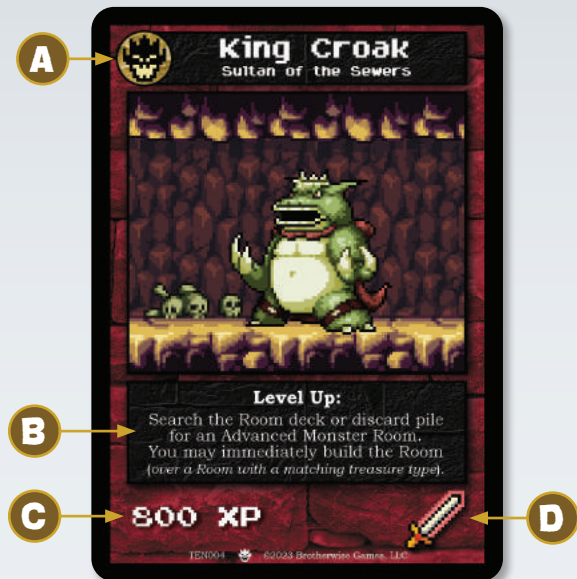 A
King Croak
Sultan of the Sewers
Level Up:
B
Search the Room deck or discard pile
for an Advanced Monster Room.
You may immediately build the Room
(over a Room with a matching treasure type).
C
800 XP
D
TEN004 ©2023 Brotherwise Games, LLC